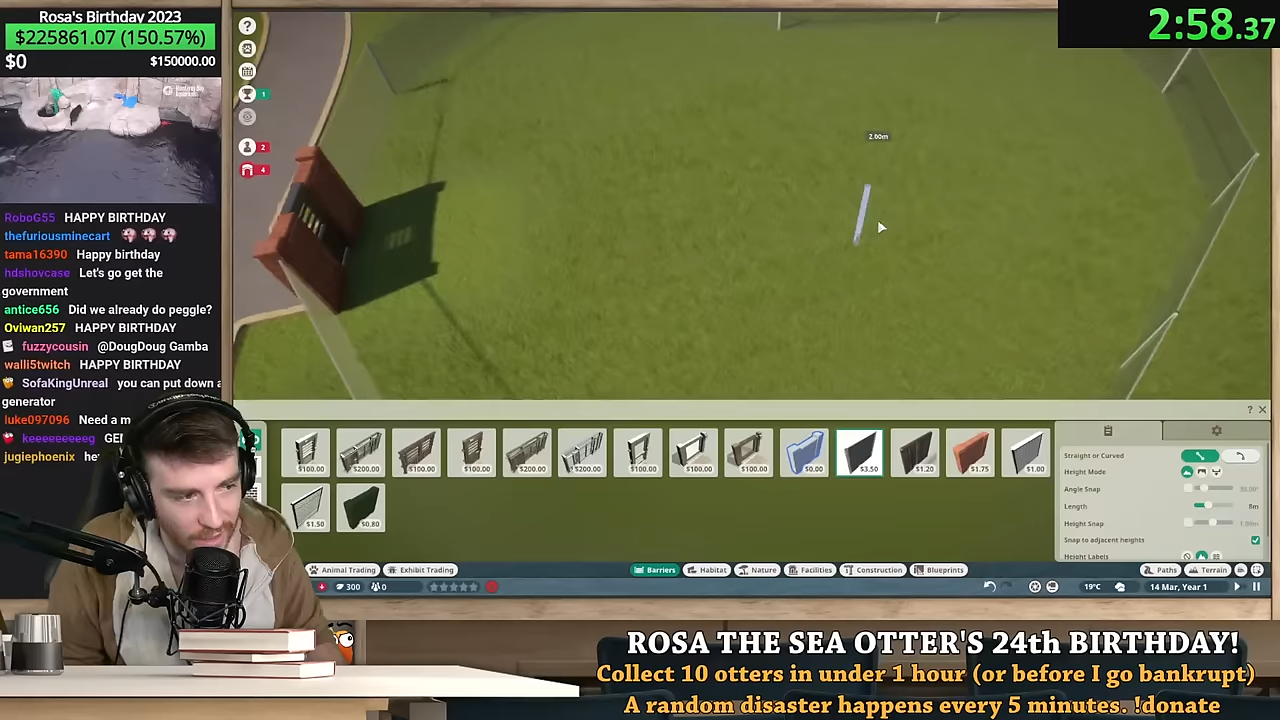 Rosa's Birthday 2023
$225861.07 (150.57%)
$0 $150000.00
2:58.37
RoboG55 HAPPY BIRTHDAY
thefuriousminecart
tama16390 Happy birthday
hdshovcase Let's go get the
government
antice656 Did we already do peggle?
Oviwan257 HAPPY BIRTHDAY
fuzzycousin @DougDoug Gamba
walli5twitch HAPPY BIRTHDAY
SofaKingUnreal you can put down a
generator
luke097096 Need a m
keeeeeeeeg GEI
jugiephoenix he
1
2
4
2.00m
? ×
$100.00 $200.00 $100.00 $100.00 $200.00 $200.00 $100.00 $100.00 $100.00 $0.00 $3.50 $1.20 $1.75 $1.00
$1.50 $0.80
Straight or Curved
Height Mode
Angle Snap
Length 8m
Height Snap
Snap to adjacent heights
Height Labels
Animal Trading Exhibit Trading Barriers Habitat Nature Facilities Construction Blueprints Paths Terrain
300 0 19°C 14 Mar, Year 1
ROSA THE SEA OTTER'S 24th BIRTHDAY!
Collect 10 otters in under 1 hour (or before I go bankrupt)
A random disaster happens every 5 minutes. !donate